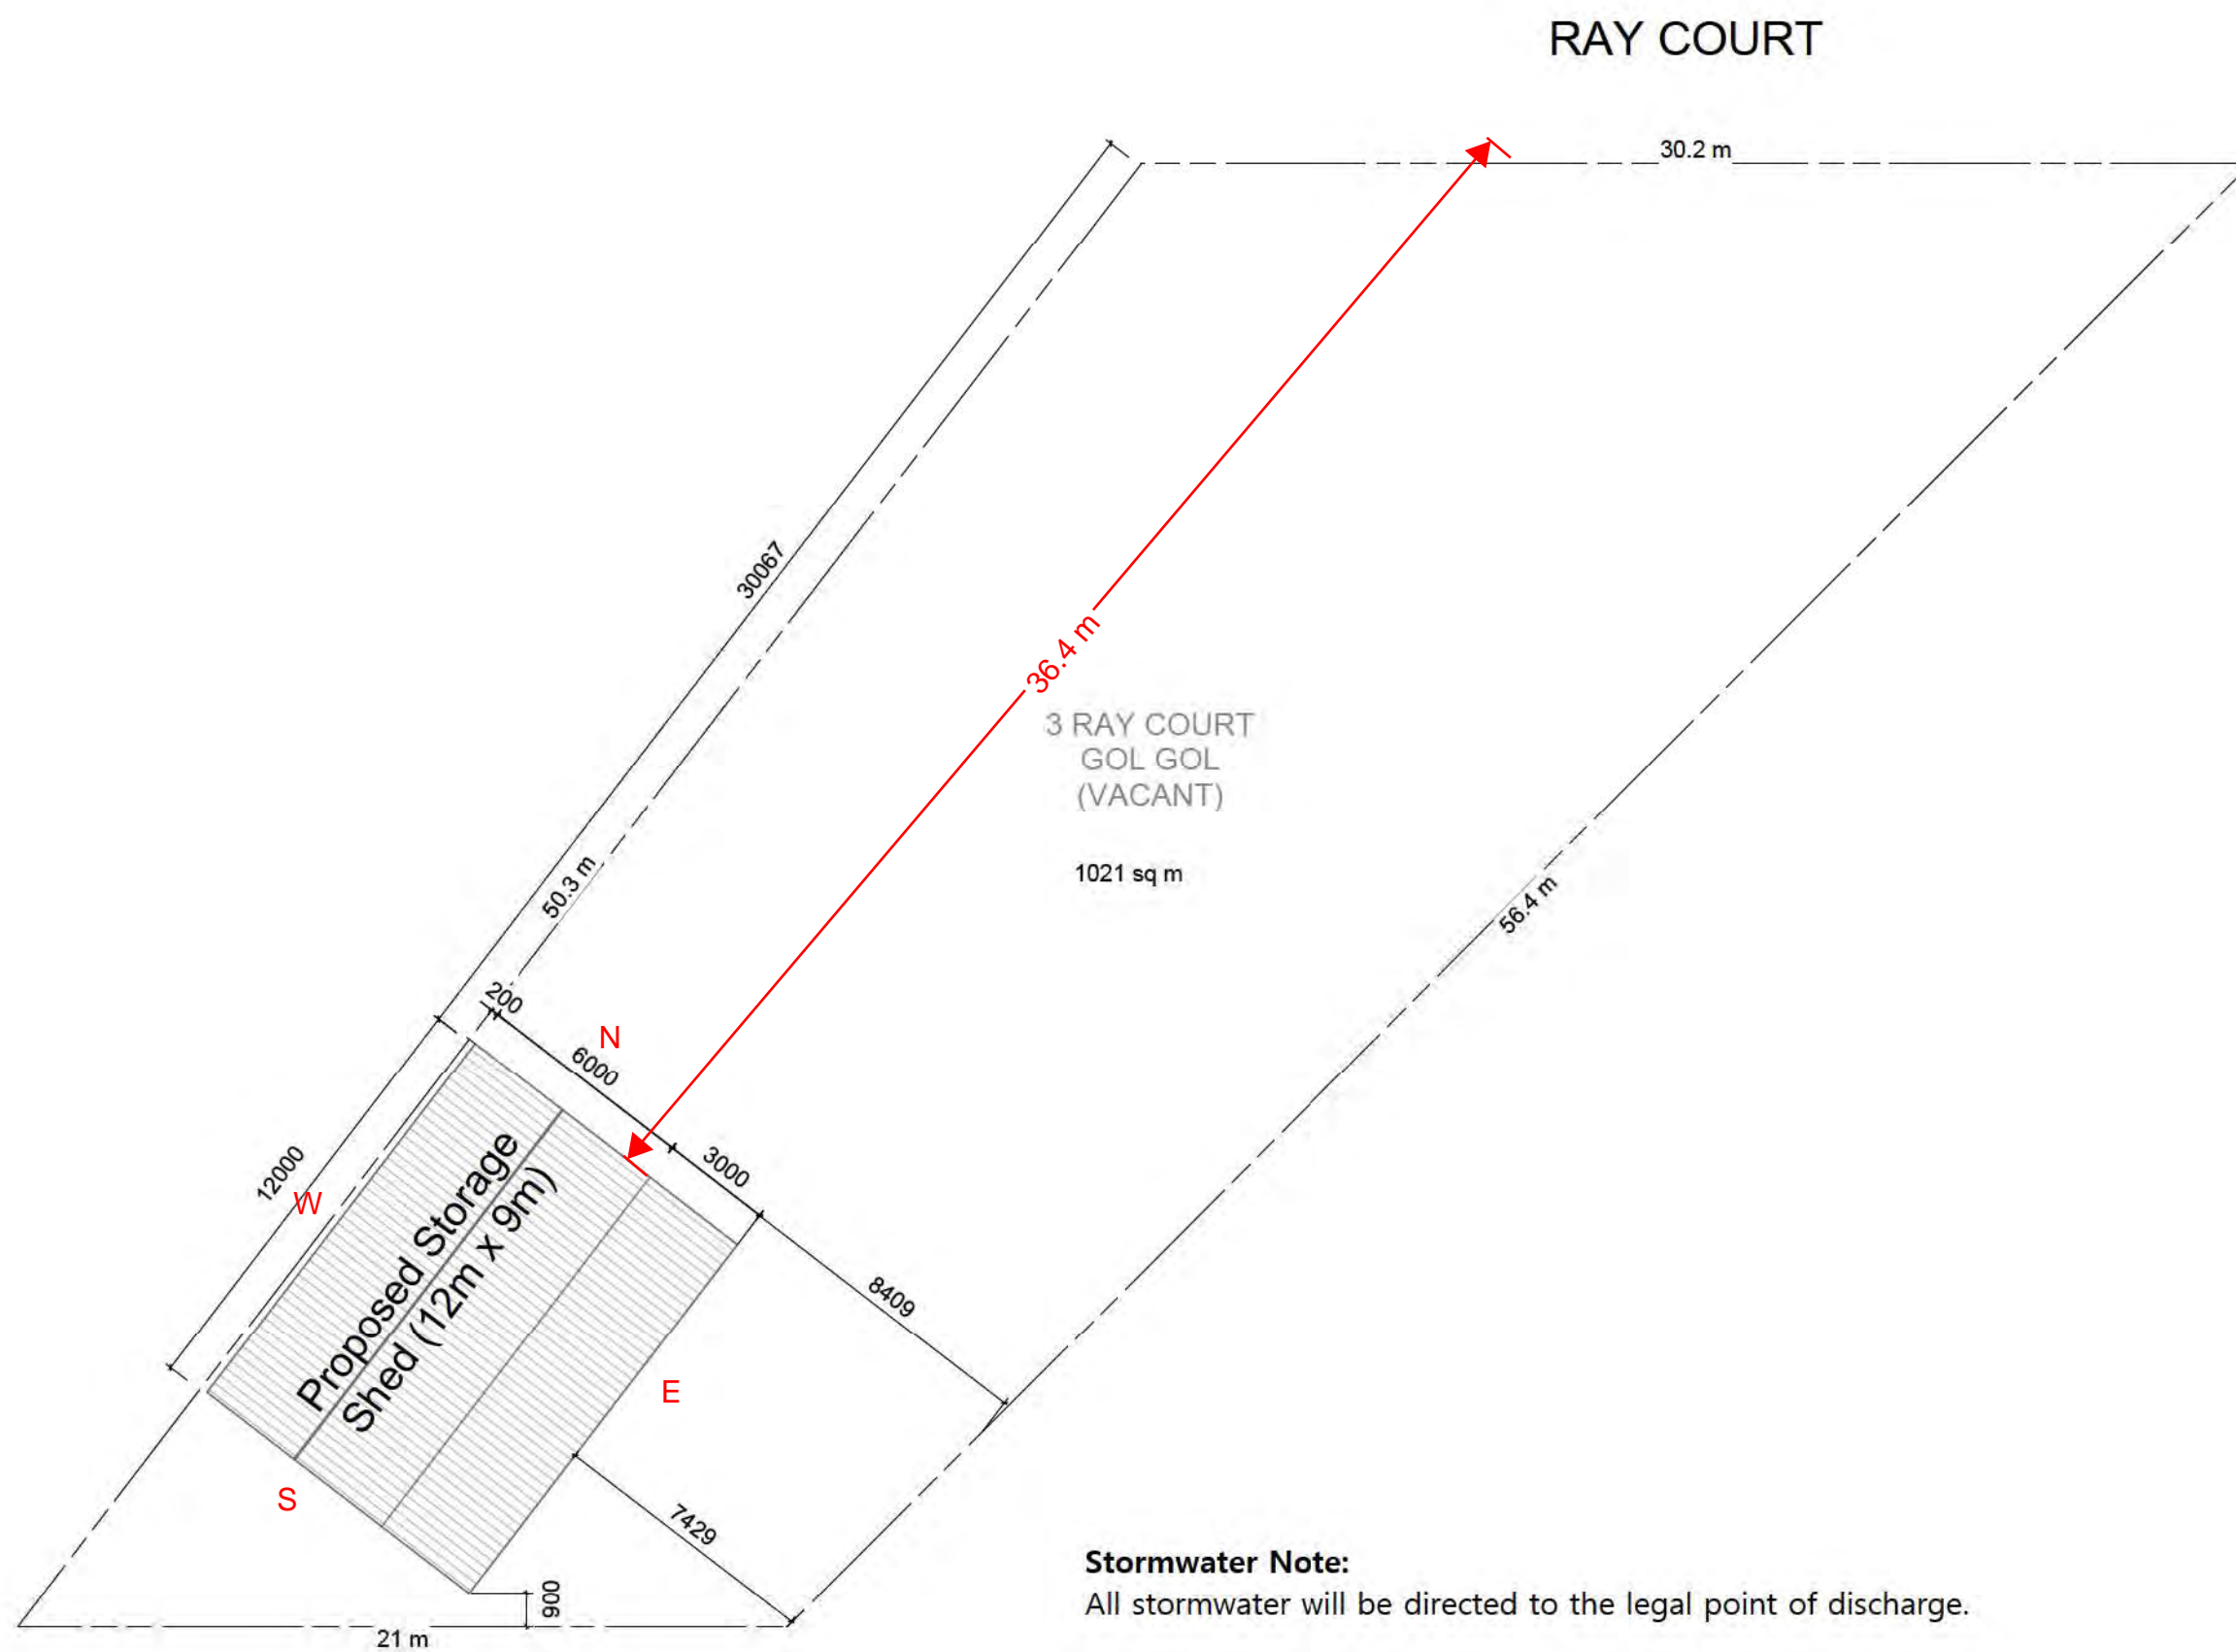 RAY COURT
30.2 m
30067
36.4 m
3 RAY COURT
GOL GOL
(VACANT)
1021 sq m
50.3 m
56.4 m
200
N
6000
3000
12000
W
Proposed Storage
Shed (12m x 9m)
8409
E
S
7429
900
21 m
Stormwater Note:
All stormwater will be directed to the legal point of discharge.